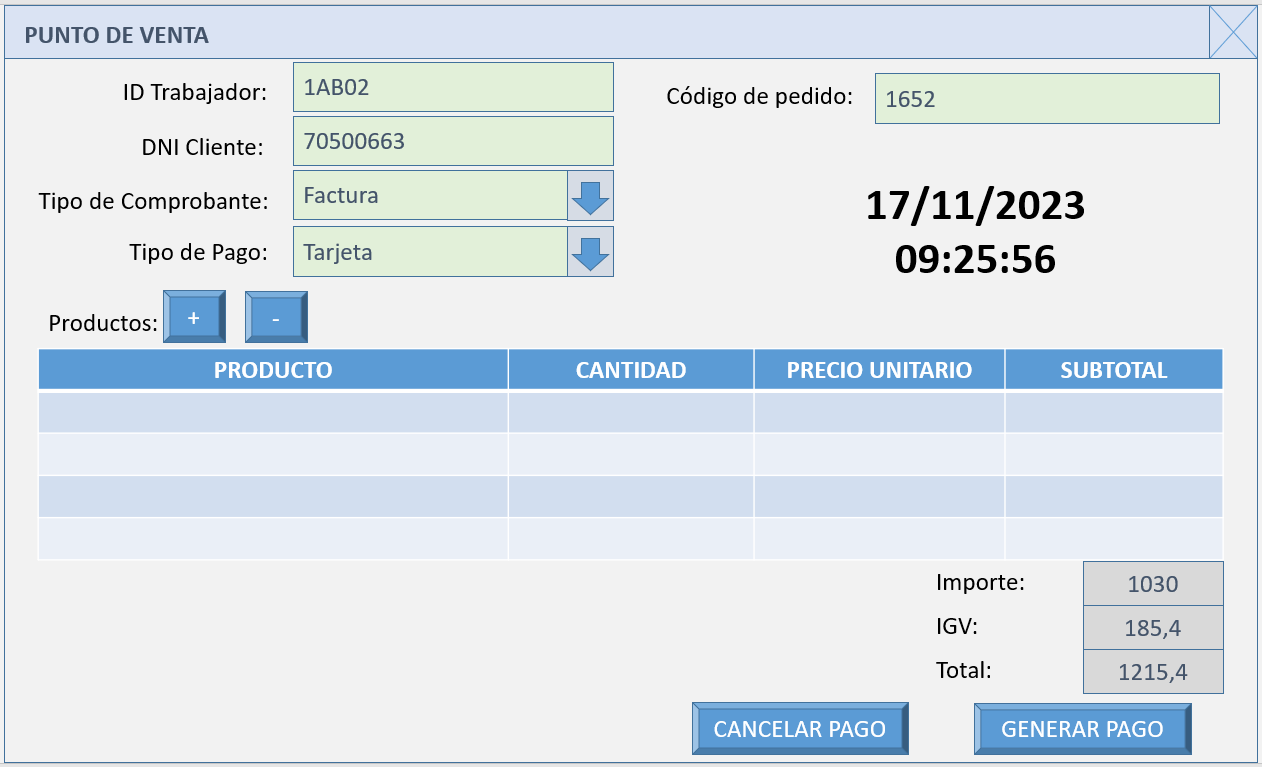 PUNTO DE VENTA
ID Trabajador: 1AB02
Código de pedido: 1652
DNI Cliente: 70500663
Tipo de Comprobante: Factura
17/11/2023
Tipo de Pago: Tarjeta
09:25:56
Productos: + -
PRODUCTO CANTIDAD PRECIO UNITARIO SUBTOTAL
Importe: 1030
IGV: 185,4
Total: 1215,4
CANCELAR PAGO GENERAR PAGO